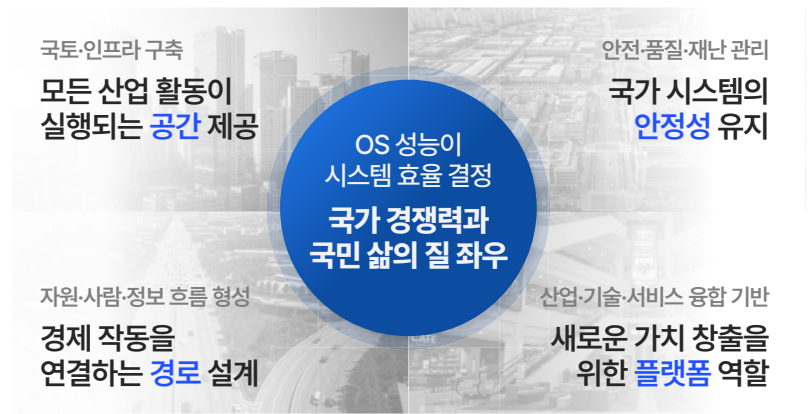 국토·인프라 구축
모든 산업 활동이
실행되는 공간 제공
안전·품질·재난 관리
국가 시스템의
안정성 유지
OS 성능이
시스템 효율 결정
국가 경쟁력과
국민 삶의 질 좌우
자원·사람·정보 흐름 형성
경제 작동을
연결하는 경로 설계
산업·기술·서비스 융합 기반
새로운 가치 창출을
위한 플랫폼 역할